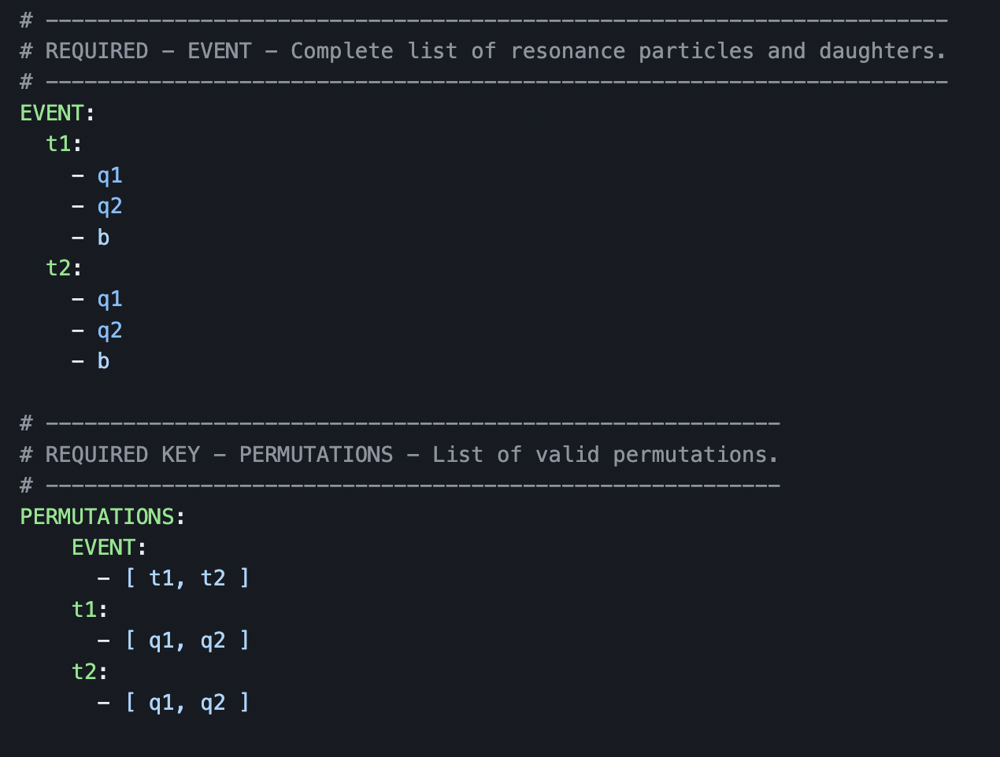 # ----------------------------------------------------------------------
# REQUIRED - EVENT - Complete list of resonance particles and daughters.
# ----------------------------------------------------------------------
EVENT:
  t1:
    - q1
    - q2
    - b
  t2:
    - q1
    - q2
    - b

# ---------------------------------------------------------
# REQUIRED KEY - PERMUTATIONS - List of valid permutations.
# ---------------------------------------------------------
PERMUTATIONS:
    EVENT:
      - [ t1, t2 ]
    t1:
      - [ q1, q2 ]
    t2:
      - [ q1, q2 ]